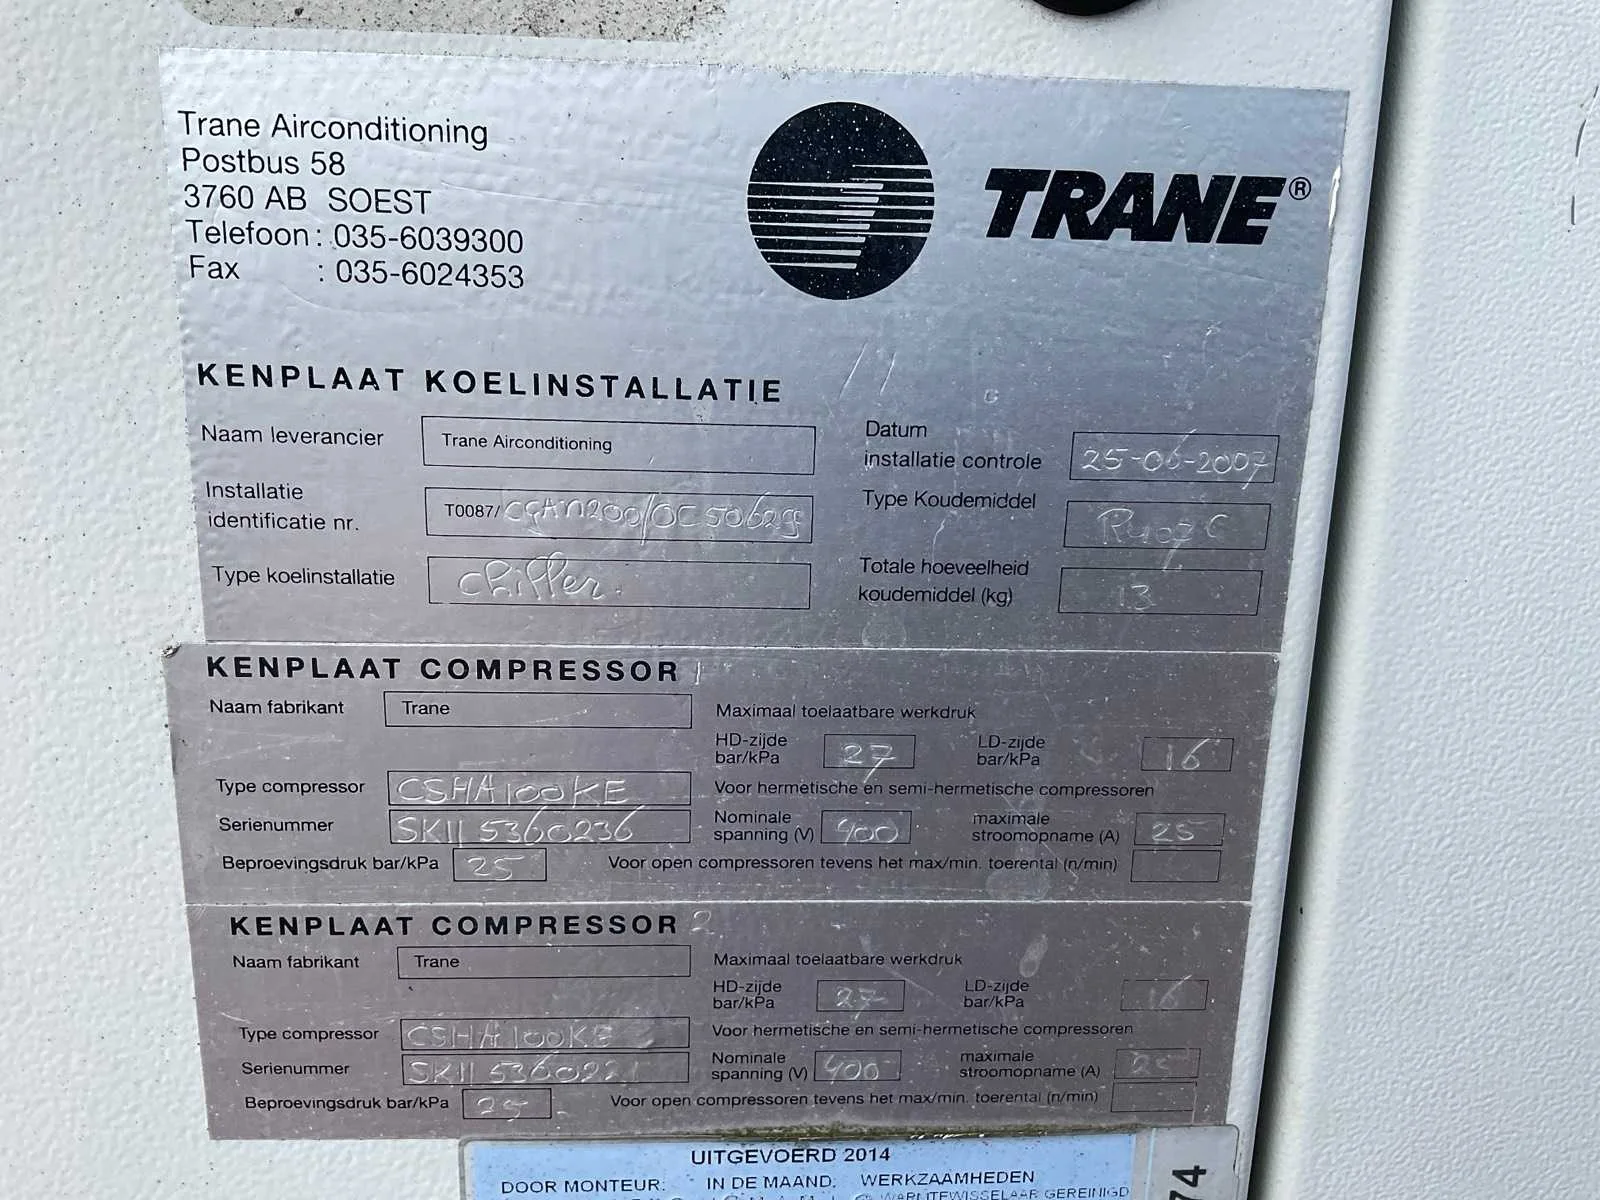 Trane Airconditioning
Postbus 58
3760 AB SOEST
Telefoon: 035-6039300
Fax : 035-6024353
TRANE®
KENPLAAT KOELINSTALLATIE
Naam leverancier Trane Airconditioning
Datum
installatie controle 25-06-2007
Installatie
identificatie nr. T0087/
Type Koudemiddel R407C
Type koelinstallatie chiller
Totale hoeveelheid
koudemiddel (kg) 13
KENPLAAT COMPRESSOR 1
Naam fabrikant Trane
Maximaal toelaatbare werkdruk
HD-zijde
bar/kPa 27
LD-zijde
bar/kPa 16
Type compressor CSHA100KE
Voor hermetische en semi-hermetische compressoren
Serienummer SK115360236
Nominale
spanning (V) 400
maximale
stroomopname (A) 25
Beproevingsdruk bar/kPa 25
Voor open compressoren tevens het max/min. toerental (n/min)
KENPLAAT COMPRESSOR 2
Naam fabrikant Trane
Maximaal toelaatbare werkdruk
HD-zijde
bar/kPa 27
LD-zijde
bar/kPa 16
Type compressor CSHA100KE
Voor hermetische en semi-hermetische compressoren
Serienummer SK115360221
Nominale
spanning (V) 400
maximale
stroomopname (A) 25
Beproevingsdruk bar/kPa 25
Voor open compressoren tevens het max/min. toerental (n/min)
UITGEVOERD 2014
DOOR MONTEUR: IN DE MAAND: WERKZAAMHEDEN
WARMTEWISSELAAR GEREINIGD
74